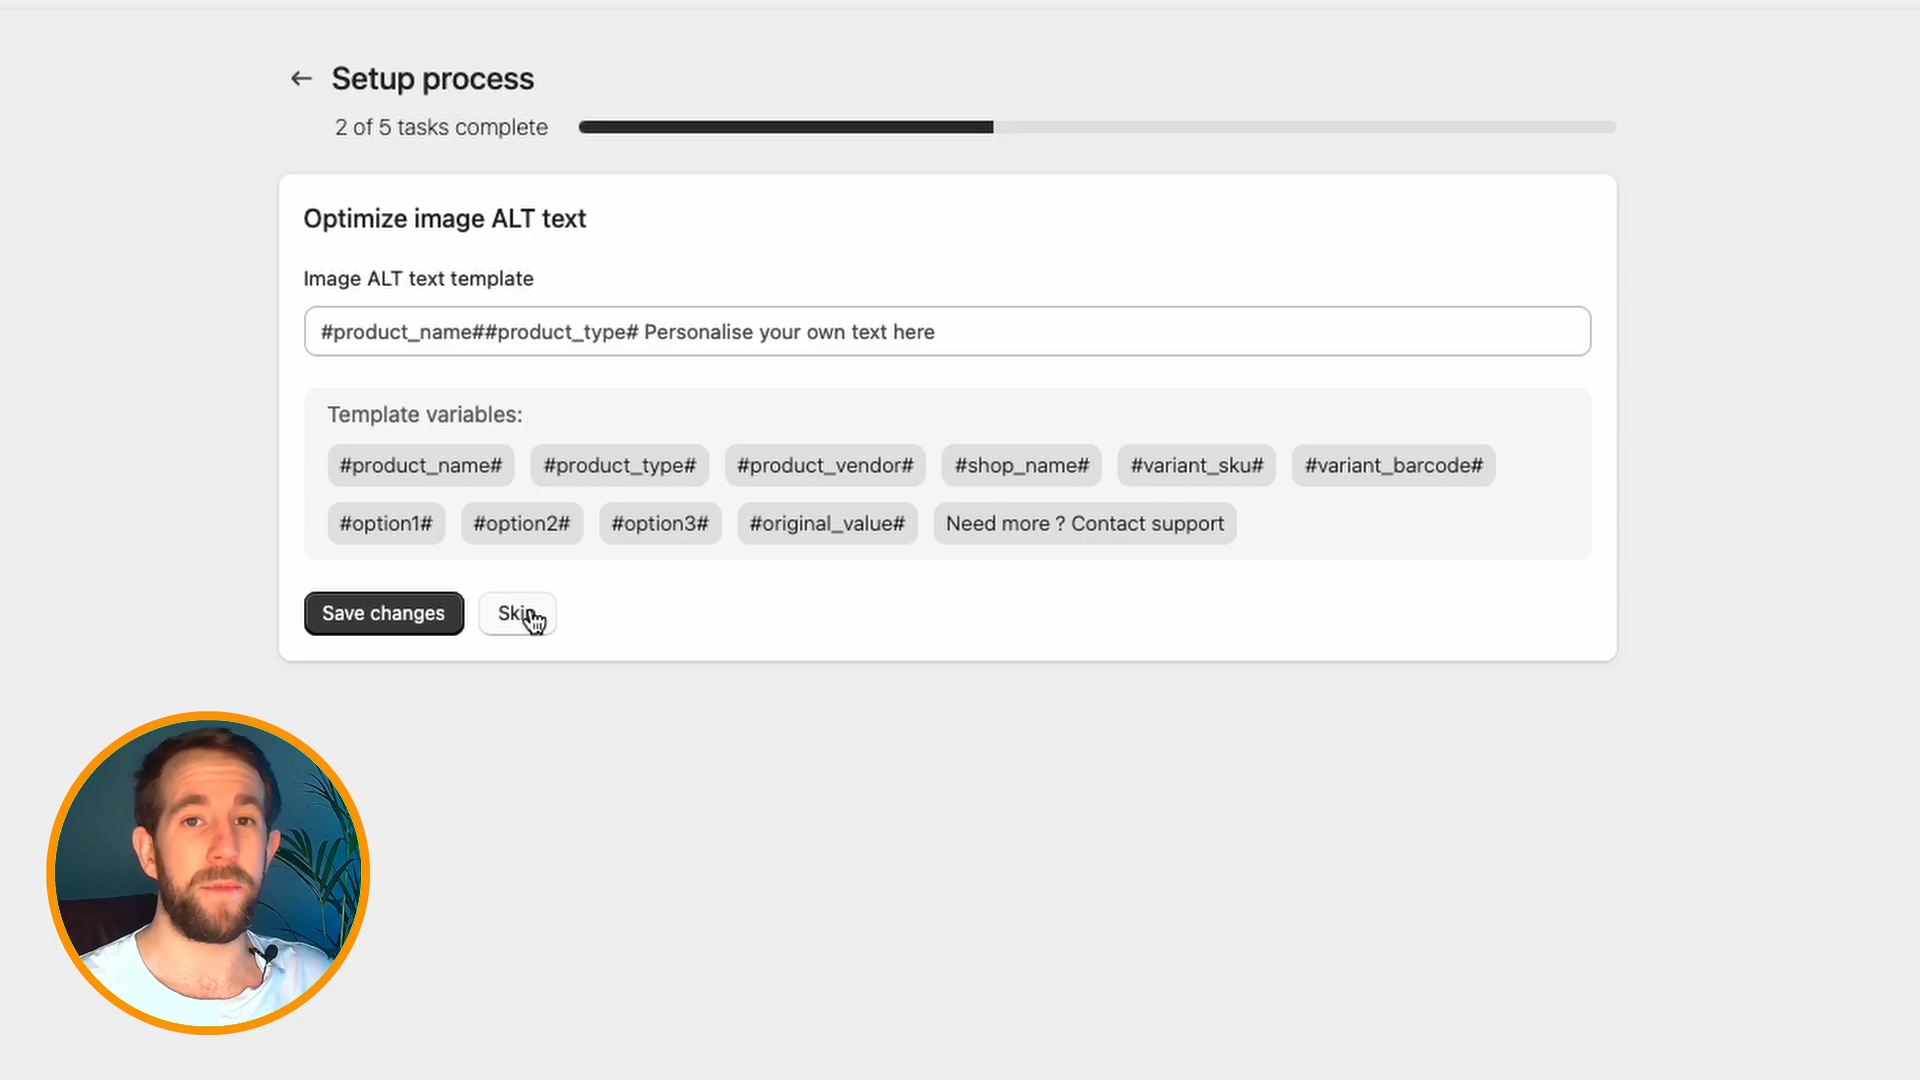 Setup process
2 of 5 tasks complete
Optimize image ALT text
Image ALT text template
#product_name##product_type# Personalise your own text here
Template variables:
#product_name# #product_type# #product_vendor# #shop_name# #variant_sku# #variant_barcode#
#option1# #option2# #option3# #original_value# Need more ? Contact support
Save changes Skip